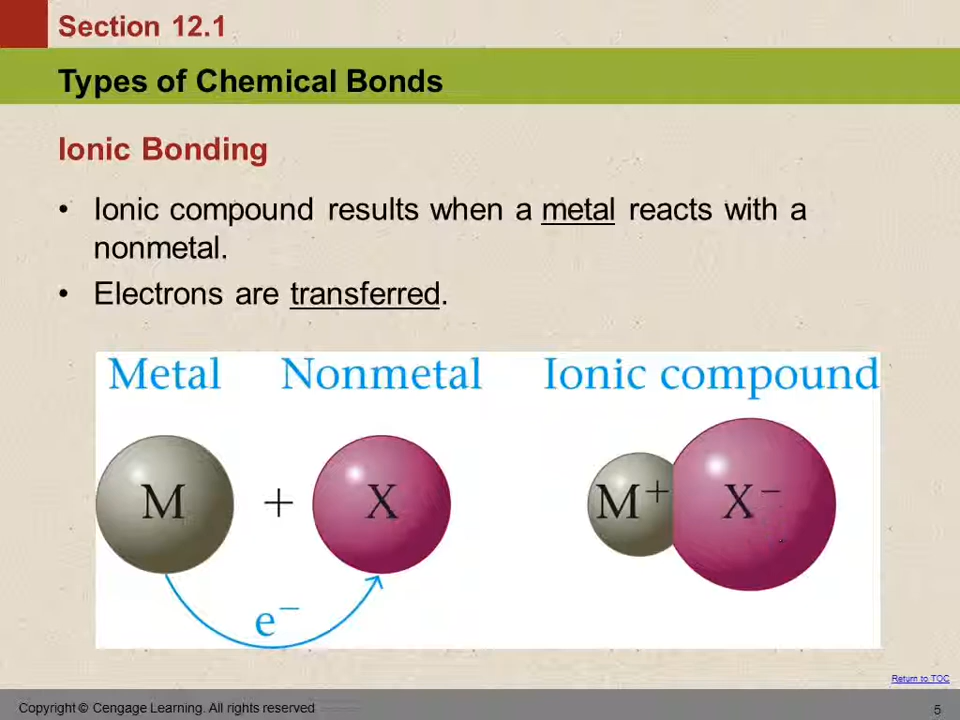 Section 12.1
Types of Chemical Bonds
Ionic Bonding
• Ionic compound results when a metal reacts with a
nonmetal.
• Electrons are transferred.
Metal Nonmetal Ionic compound
M + X M⁺ X⁻
e⁻
Return to TOC
Copyright © Cengage Learning. All rights reserved 5